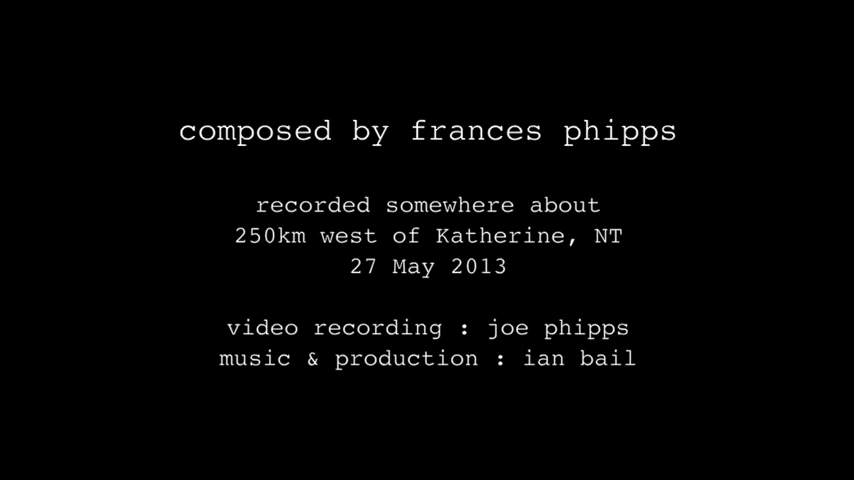 composed by frances phipps
recorded somewhere about
250km west of Katherine, NT
27 May 2013
video recording : joe phipps
music & production : ian bail